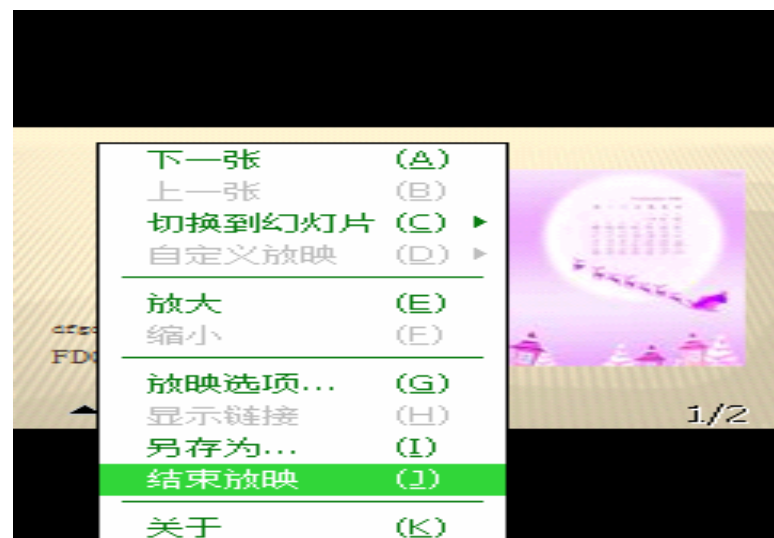 下一张 (A)
上一张 (B)
切换到幻灯片 (C)
自定义放映 (D)
放大 (E)
缩小 (F)
放映选项... (G)
显示链接 (H)
另存为... (I)
结束放映 (J)
关于 (K)
FD
1/2